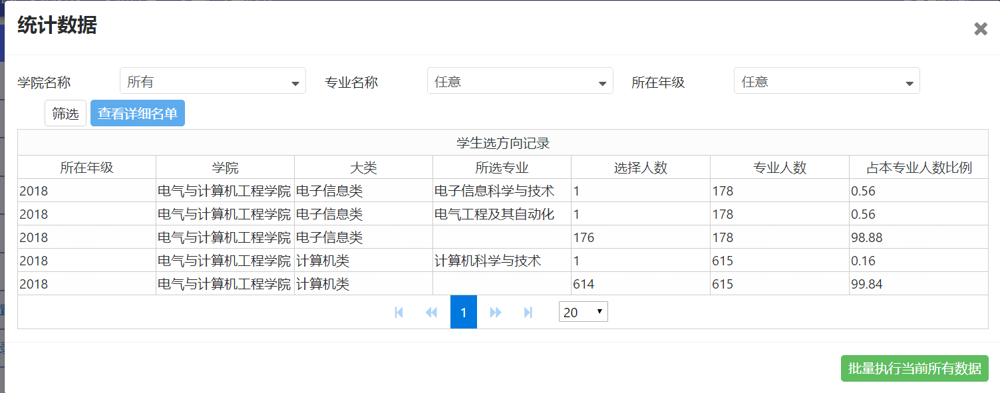 统计数据
学院名称 所有 专业名称 任意 所在年级 任意
筛选 查看详细名单
学生选方向记录
所在年级 学院 大类 所选专业 选择人数 专业人数 占本专业人数比例
2018 电气与计算机工程学院 电子信息类 电子信息科学与技术 1 178 0.56
2018 电气与计算机工程学院 电子信息类 电气工程及其自动化 1 178 0.56
2018 电气与计算机工程学院 电子信息类 176 178 98.88
2018 电气与计算机工程学院 计算机类 计算机科学与技术 1 615 0.16
2018 电气与计算机工程学院 计算机类 614 615 99.84
1 20
批量执行当前所有数据